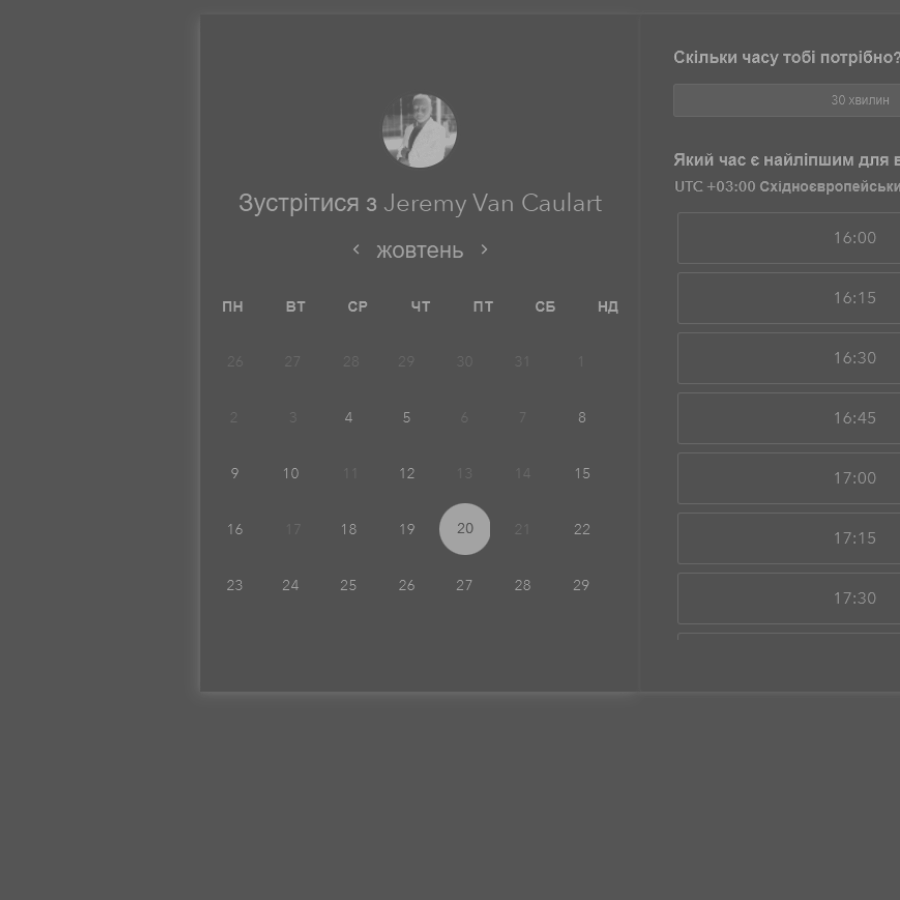 Зустрітися з Jeremy Van Caulart
жовтень
ПН ВТ СР ЧТ ПТ СБ НД
26 27 28 29 30 31 1
2 3 4 5 6 7 8
9 10 11 12 13 14 15
16 17 18 19 20 21 22
23 24 25 26 27 28 29
Скільки часу тобі потрібно?
30 хвилин
Який час є найліпшим для
UTC +03:00
16:00
16:15
16:30
16:45
17:00
17:15
17:30